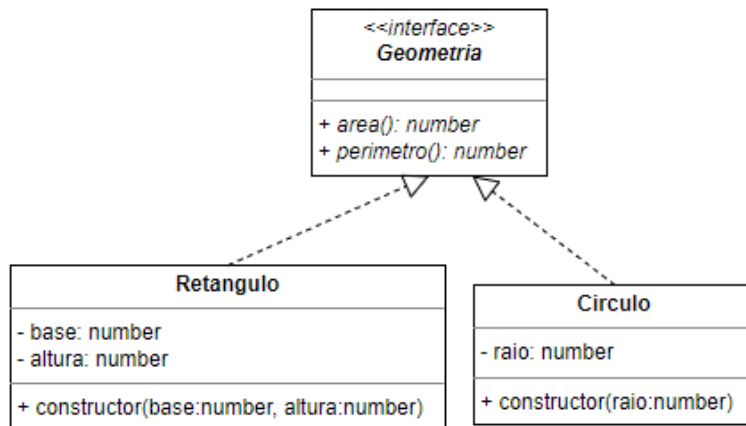 <<interface>>
Geometria
+ area(): number
+ perimetro(): number
Retangulo
- base: number
- altura: number
+ constructor(base:number, altura:number)
Circulo
- raio: number
+ constructor(raio:number)